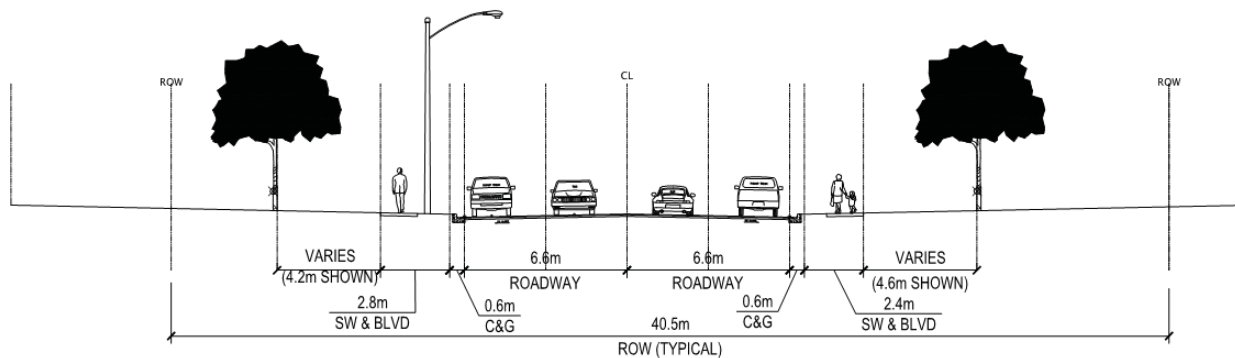 CL
ROW
ROW
VARIES
(4.2m SHOWN)
6.6m
ROADWAY
6.6m
ROADWAY
VARIES
(4.6m SHOWN)
2.8m
SW & BLVD
0.6m
C&G
0.6m
C&G
2.4m
SW & BLVD
40.5m
ROW (TYPICAL)